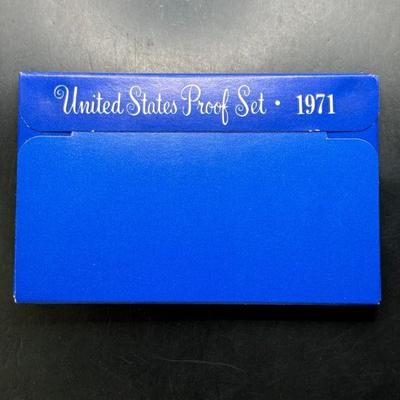 United States Proof Set · 1971